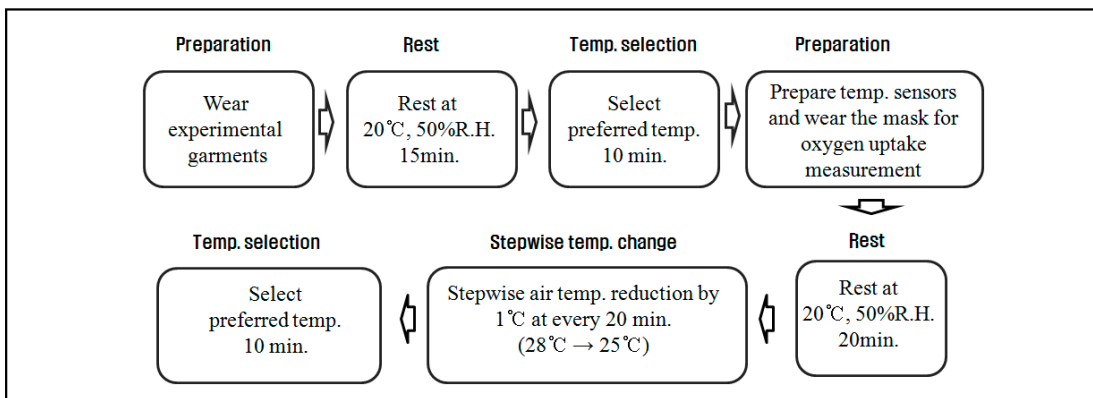 Preparation
Wear
experimental
garments
Rest
Rest at
20℃, 50%R.H.
15min.
Temp. selection
Select
preferred temp.
10 min.
Preparation
Prepare temp. sensors
and wear the mask for
oxygen uptake
measurement
Rest
Rest at
20℃, 50%R.H.
20min.
Stepwise temp. change
Stepwise air temp. reduction by
1℃ at every 20 min.
(28℃ → 25℃)
Temp. selection
Select
preferred temp.
10 min.